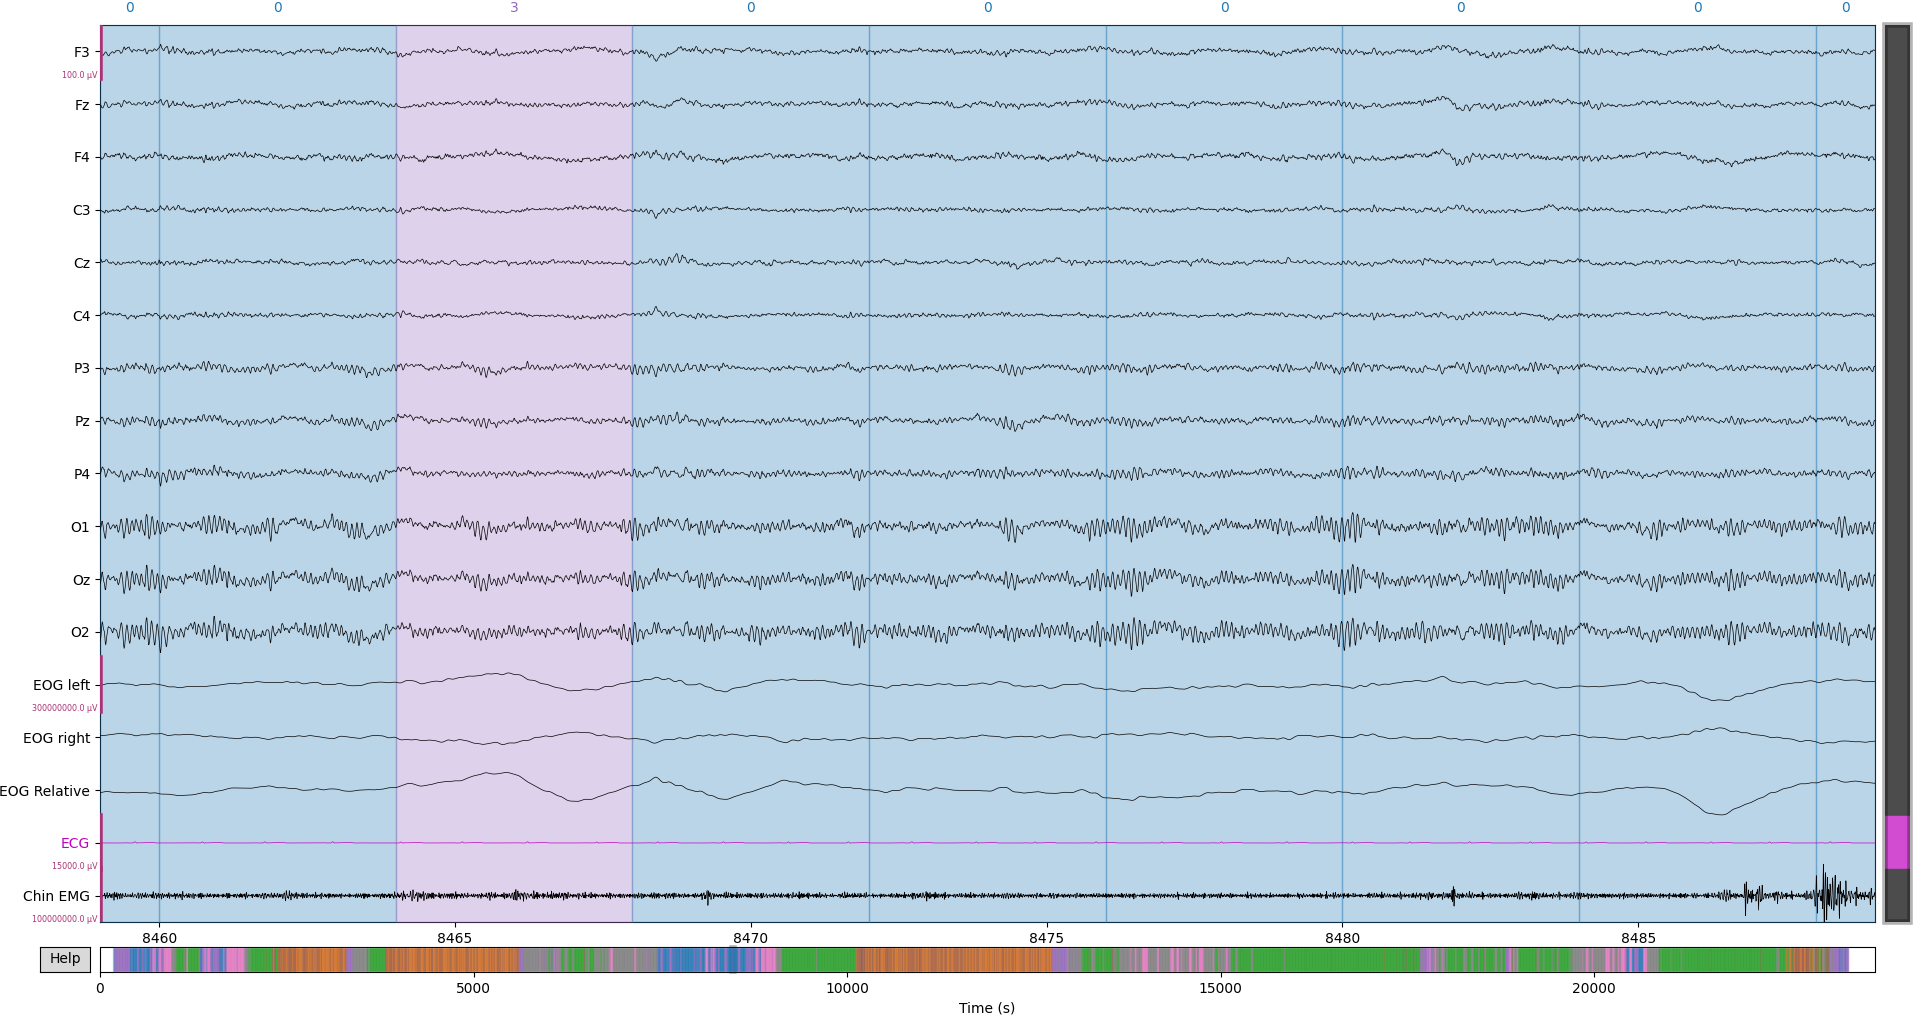 0 0 3 0 0 0 0 0 0
F3
100.0 µV
Fz
F4
C3
Cz
C4
P3
Pz
P4
O1
Oz
O2
EOG left
300000000.0 µV
EOG right
EOG Relative
ECG
15000.0 µV
Chin EMG
100000000.0 µV
8460 8465 8470 8475 8480 8485
Help
0 5000 10000 15000 20000
Time (s)